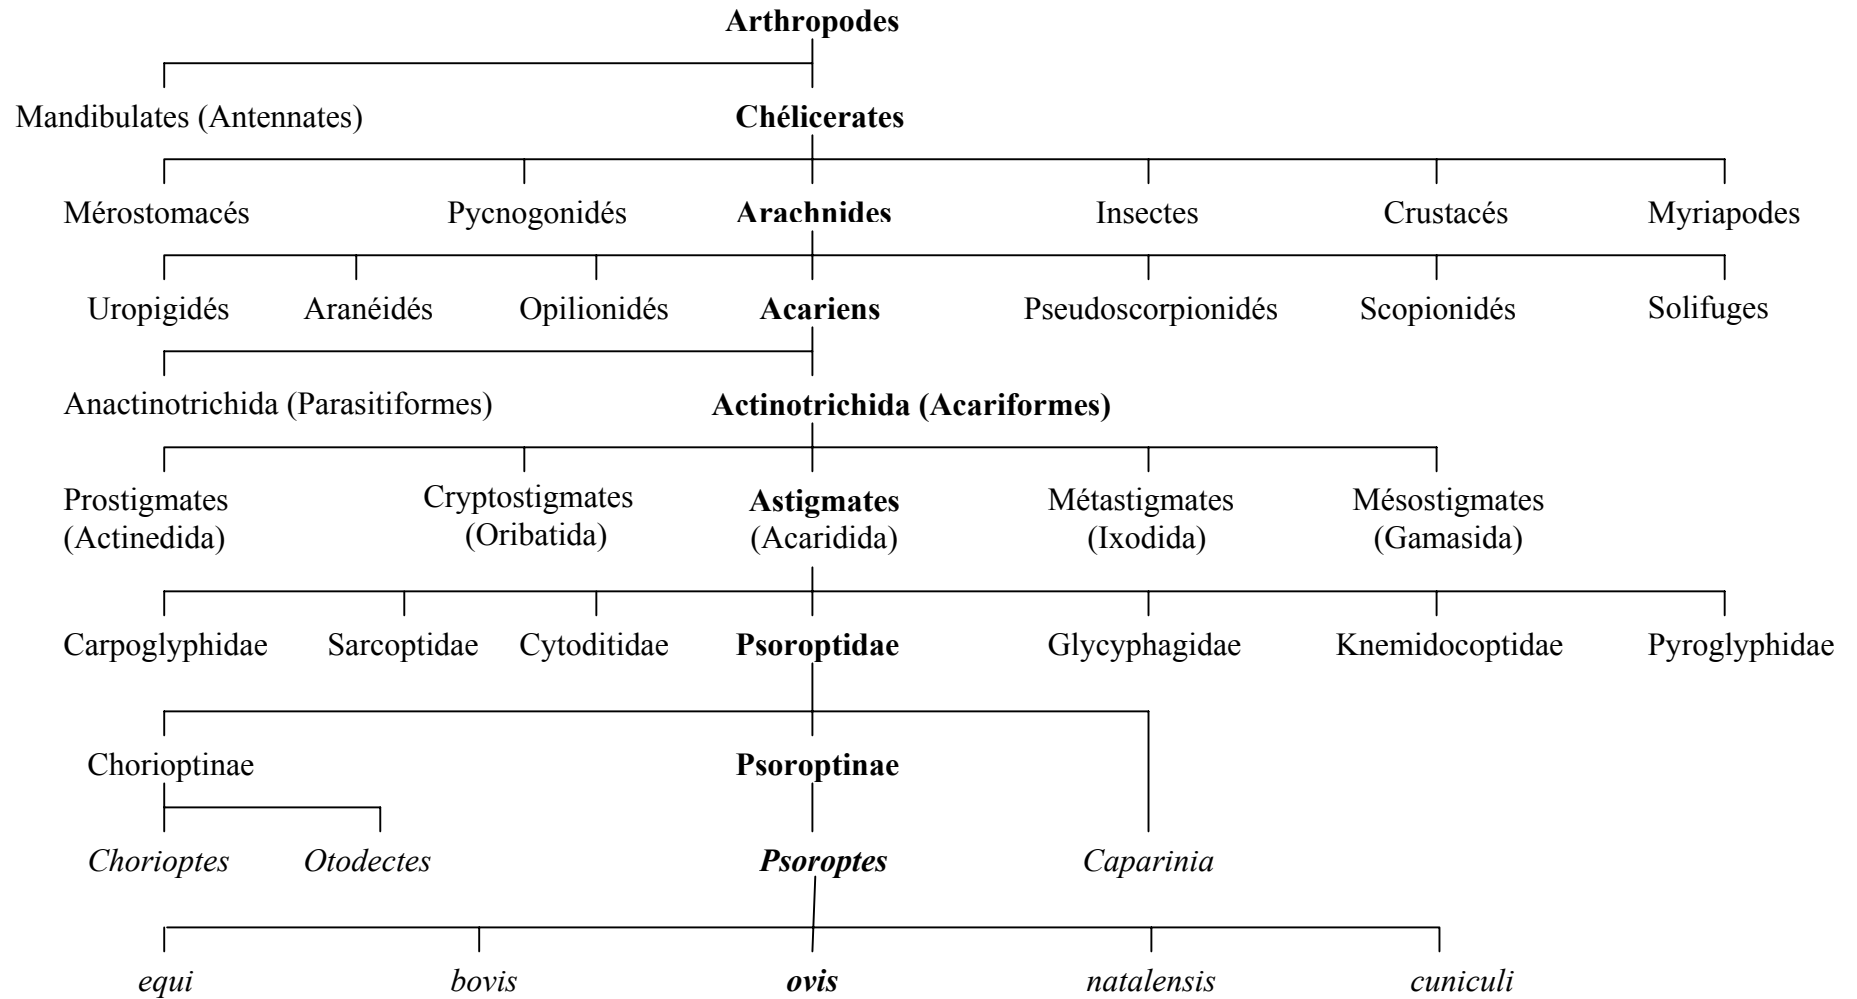 Arthropodes
Mandibulates (Antennates) Chélicerates
Mérostomacés Pycnogonidés Arachnides Insectes Crustacés Myriapodes
Uropigidés Aranéidés Opilionidés Acariens Pseudoscorpionidés Scopionidés Solifuges
Anactinotrichida (Parasitiformes) Actinotrichida (Acariformes)
Prostigmates Cryptostigmates Astigmates Métastigmates Mésostigmates
(Actinedida) (Oribatida) (Acaridida) (Ixodida) (Gamasida)
Carpoglyphidae Sarcoptidae Cytoditidae Psoroptidae Glycyphagidae Knemidocoptidae Pyroglyphidae
Chorioptinae Psoroptinae
Chorioptes Otodectes Psoroptes Caparinia
equi bovis ovis natalensis cuniculi